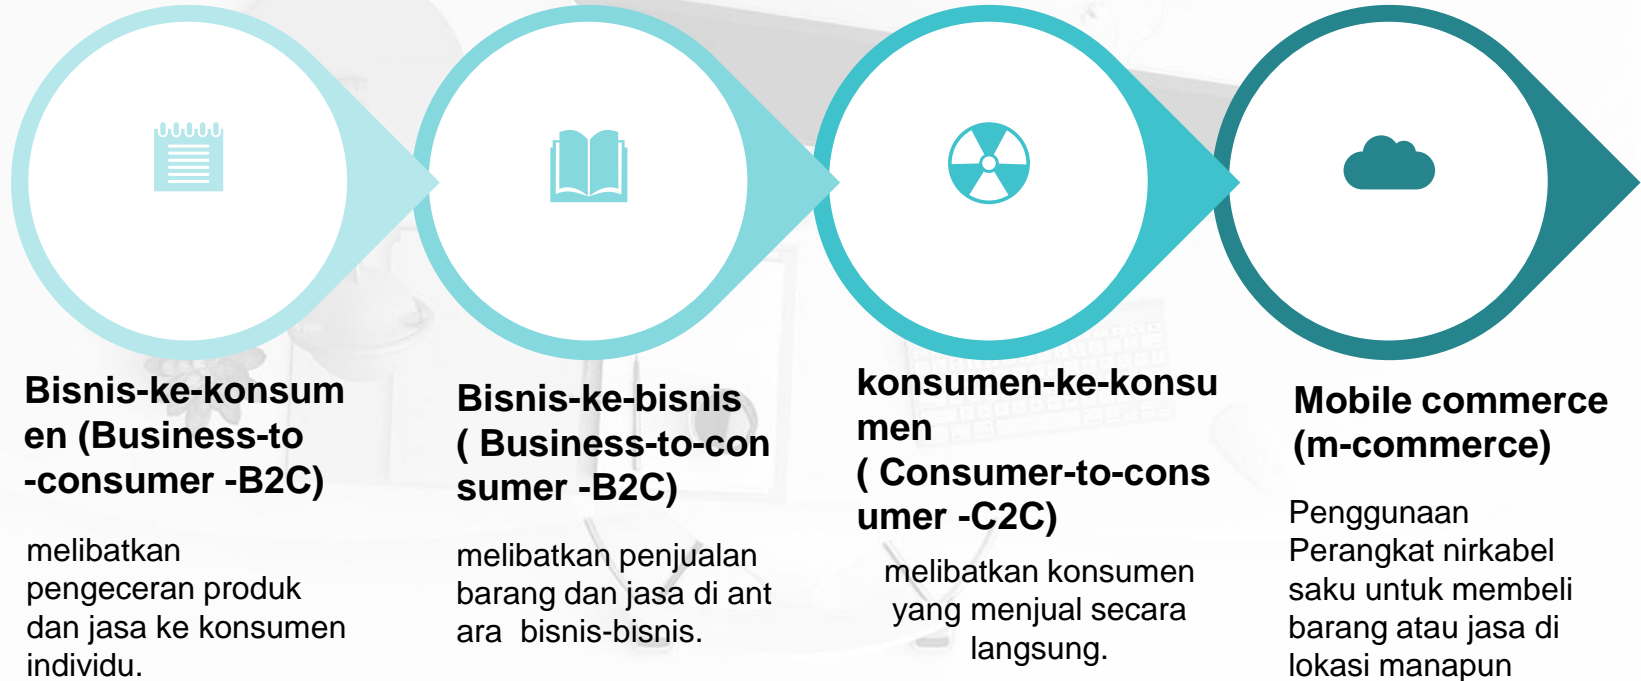 Bisnis-ke-konsum
en (Business-to
-consumer -B2C)
melibatkan
pengeceran produk
dan jasa ke konsumen
individu.
Bisnis-ke-bisnis
( Business-to-con
sumer -B2C)
melibatkan penjualan
barang dan jasa di ant
ara  bisnis-bisnis.
konsumen-ke-konsu
men
( Consumer-to-cons
umer -C2C)
melibatkan konsumen
yang menjual secara
langsung.
Mobile commerce
(m-commerce)
Penggunaan
Perangkat nirkabel
saku untuk membeli
barang atau jasa di
lokasi manapun